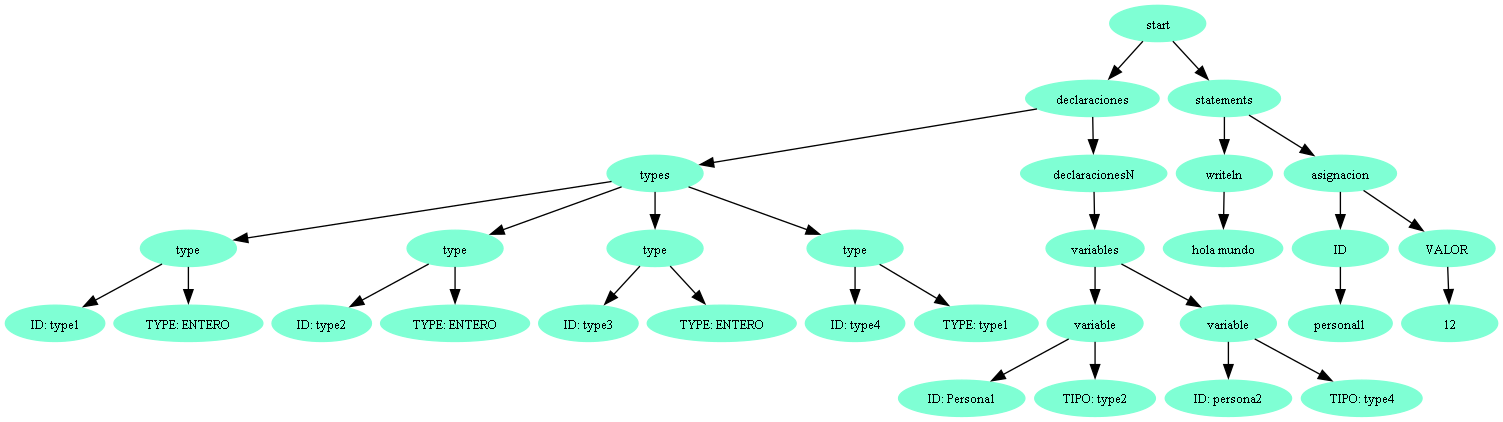 start
declaraciones
statements
types
declaracionesN
writeln
asignacion
type
type
type
type
variables
hola mundo
ID
VALOR
ID: type1
TYPE: ENTERO
ID: type2
TYPE: ENTERO
ID: type3
TYPE: ENTERO
ID: type4
TYPE: type1
variable
variable
personal1
12
ID: Persona1
TIPO: type2
ID: persona2
TIPO: type4